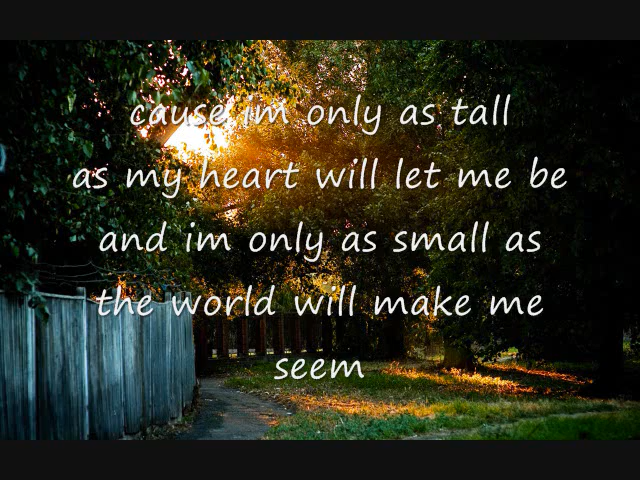 cause im only as tall
as my heart will let me be
and im only as small as
the world will make me
seem